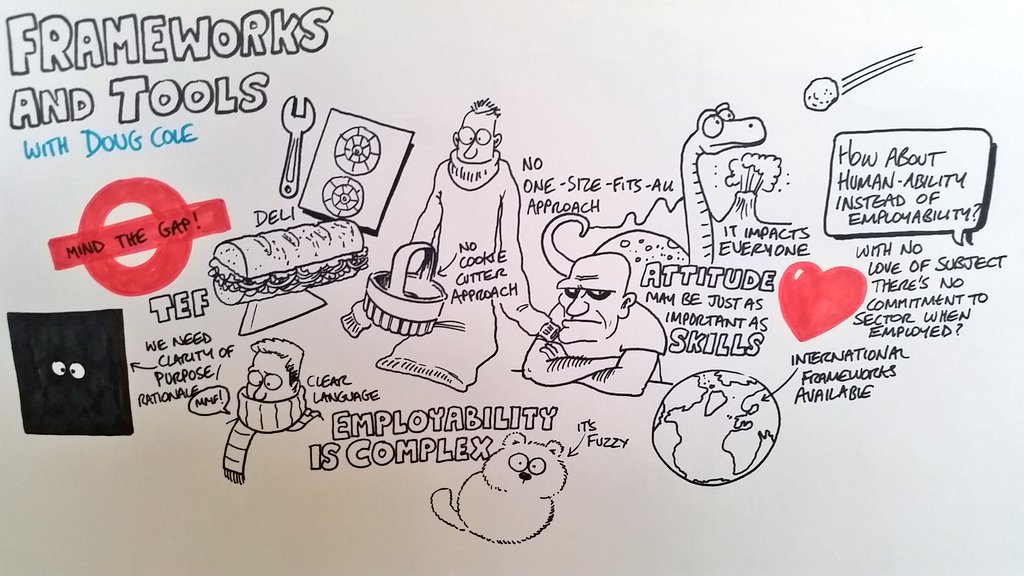 FRAMEWORKS
AND TOOLS
WITH DOUG COLE
MIND THE GAP!
DELI
TEF
WE NEED
CLARITY OF
PURPOSE/
RATIONALE
MMF!
CLEAR
LANGUAGE
NO
COOKIE
CUTTER
APPROACH
NO
ONE-SIZE-FITS-ALL
APPROACH
EMPLOYABILITY
IS COMPLEX
IT'S
FUZZY
IT IMPACTS
EVERYONE
ATTITUDE
MAY BE JUST AS
IMPORTANT AS
SKILLS
HOW ABOUT
HUMAN-ABILITY
INSTEAD OF
EMPLOYABILITY?
WITH NO
LOVE OF SUBJECT
THERE'S NO
COMMITMENT TO
SECTOR WHEN
EMPLOYED?
INTERNATIONAL
FRAMEWORKS
AVAILABLE